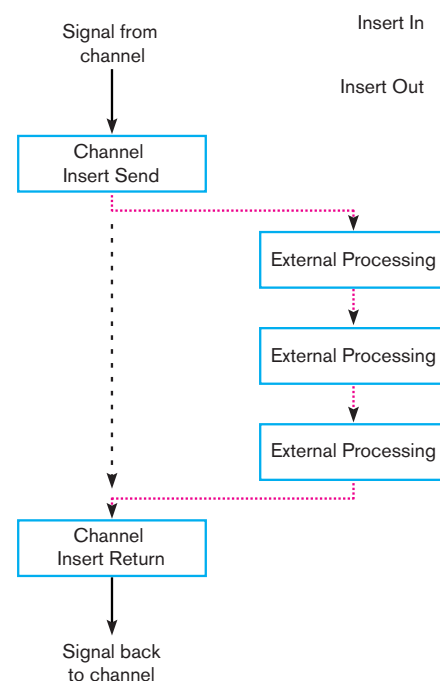 Signal from
channel
Insert In
Insert Out
Channel
Insert Send
External Processing
External Processing
External Processing
Channel
Insert Return
Signal back
to channel